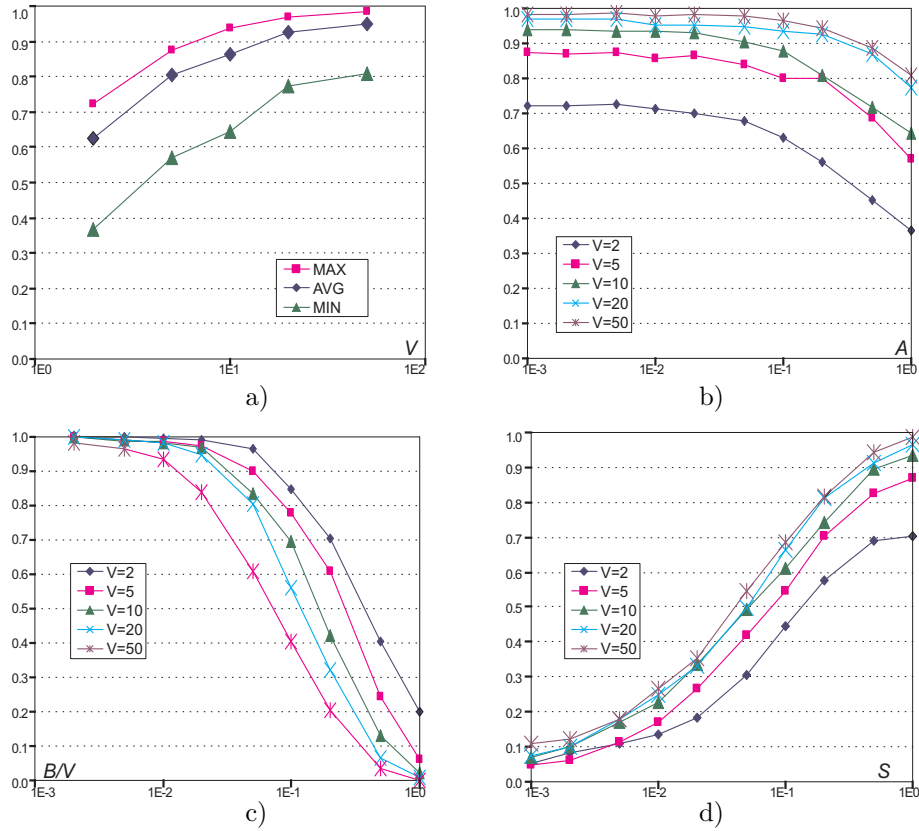 1.0
0.9
0.8
0.7
0.6
0.5
0.4
0.3
0.2
0.1
0.0
MAX
AVG
MIN
V
1E0
1E1
1E2
a)
1.0
0.9
0.8
0.7
0.6
0.5
0.4
0.3
0.2
0.1
0.0
V=2
V=5
V=10
V=20
V=50
A
1E-3
1E-2
1E-1
1E0
b)
1.0
0.9
0.8
0.7
0.6
0.5
0.4
0.3
0.2
0.1
0.0
V=2
V=5
V=10
V=20
V=50
B/V
1E-3
1E-2
1E-1
1E0
c)
1.0
0.9
0.8
0.7
0.6
0.5
0.4
0.3
0.2
0.1
0.0
V=2
V=5
V=10
V=20
V=50
S
1E-3
1E-2
1E-1
1E0
d)